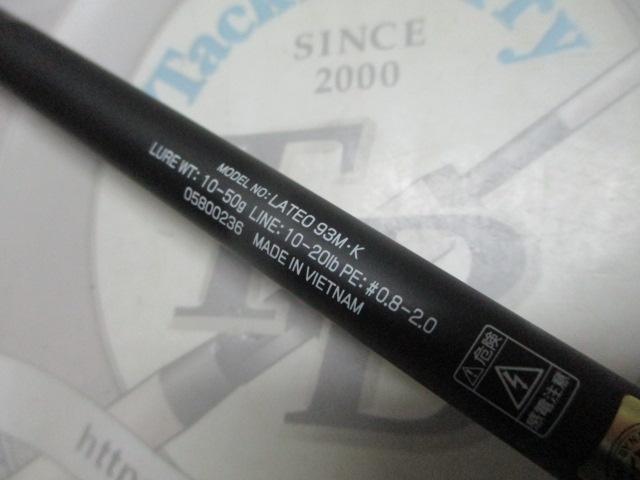 SINCE
2000
MODEL NO: LATEO 93M·K
LURE WT: 10-50g LINE: 10-20lb PE: #0.8-2.0
05800236 MADE IN VIETNAM
危険
感電注意
http